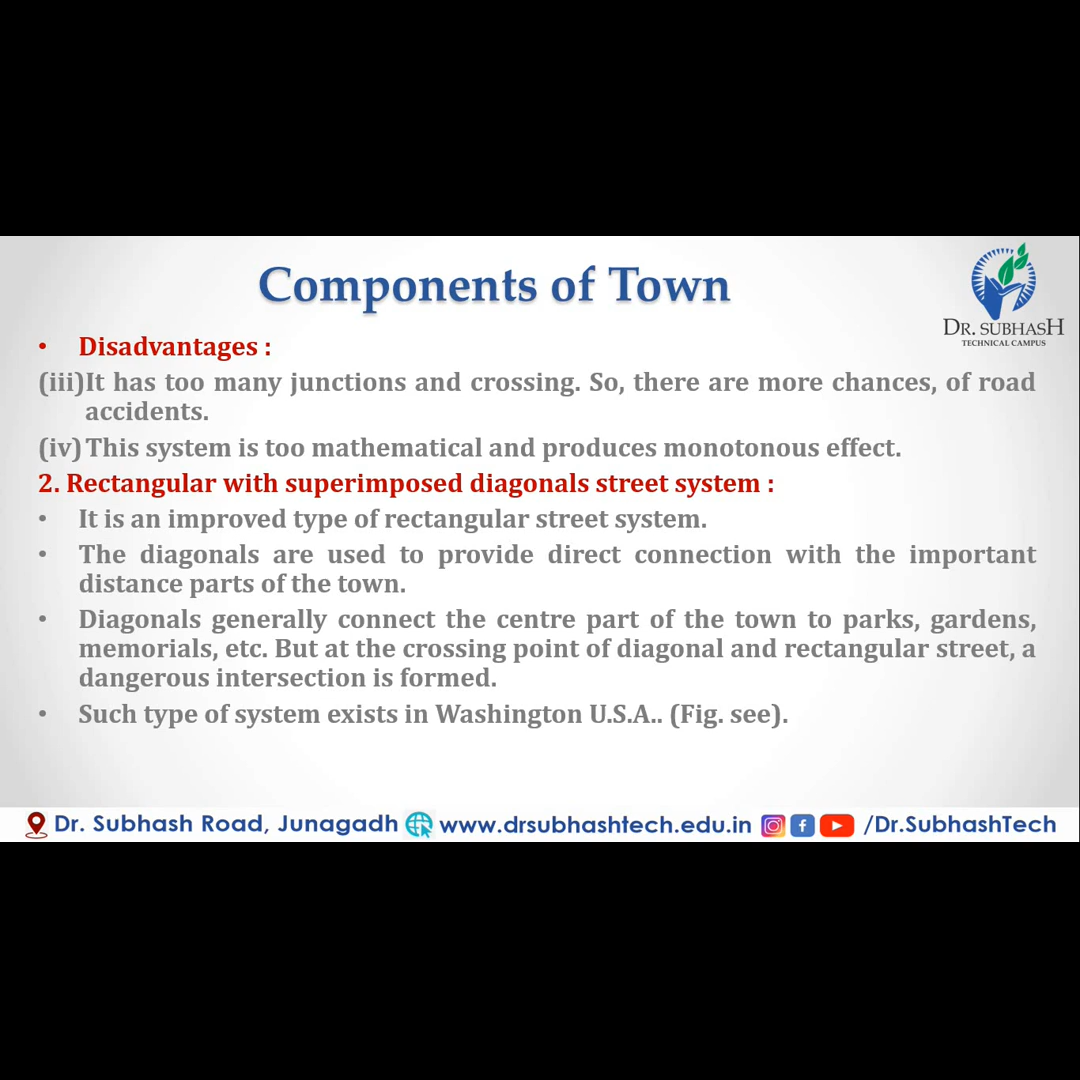 Components of Town
DR. SUBHASH
TECHNICAL CAMPUS
• Disadvantages :
(iii)It has too many junctions and crossing. So, there are more chances, of road
accidents.
(iv) This system is too mathematical and produces monotonous effect.
2. Rectangular with superimposed diagonals street system :
• It is an improved type of rectangular street system.
• The diagonals are used to provide direct connection with the important
distance parts of the town.
• Diagonals generally connect the centre part of the town to parks, gardens,
memorials, etc. But at the crossing point of diagonal and rectangular street, a
dangerous intersection is formed.
• Such type of system exists in Washington U.S.A.. (Fig. see).
Dr. Subhash Road, Junagadh www.drsubhashtech.edu.in /Dr.SubhashTech